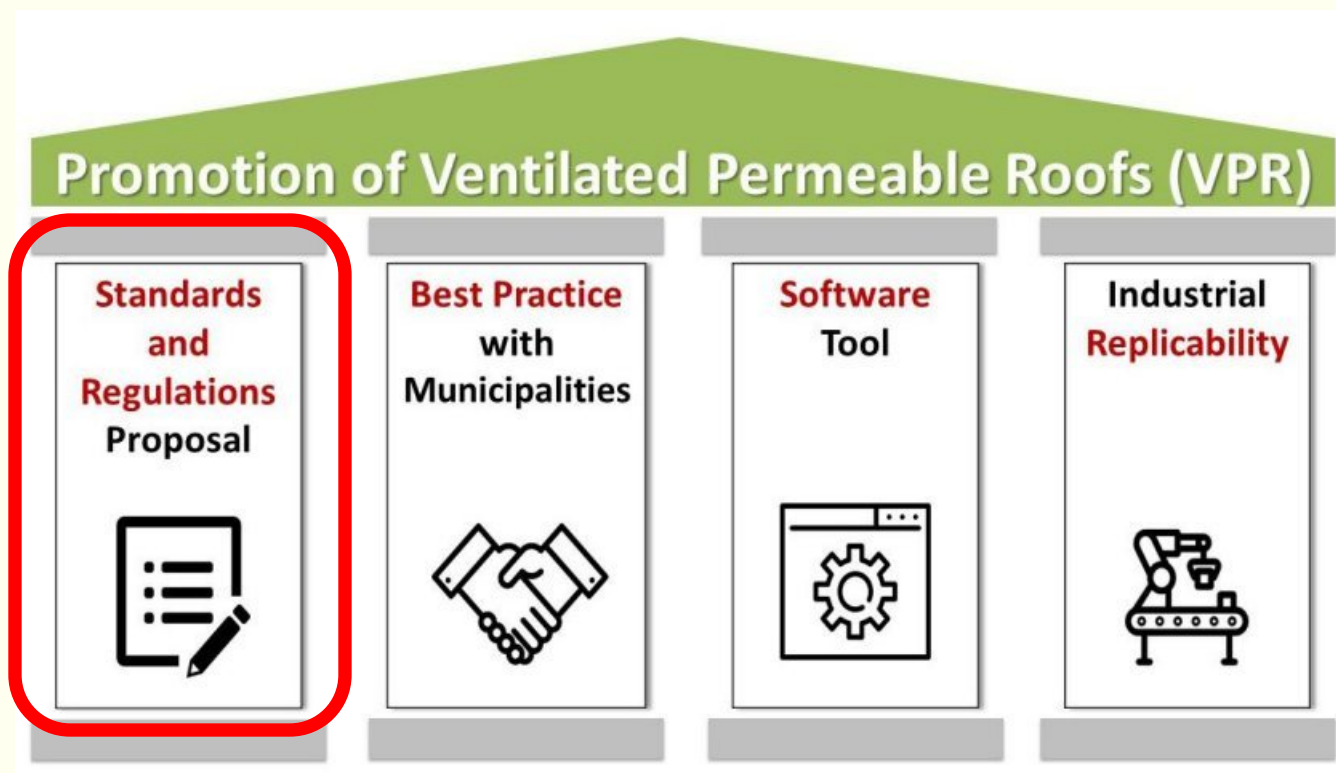 Promotion of Ventilated Permeable Roofs (VPR)
Standards
and
Regulations
Proposal
Best Practice
with
Municipalities
Software
Tool
Industrial
Replicability